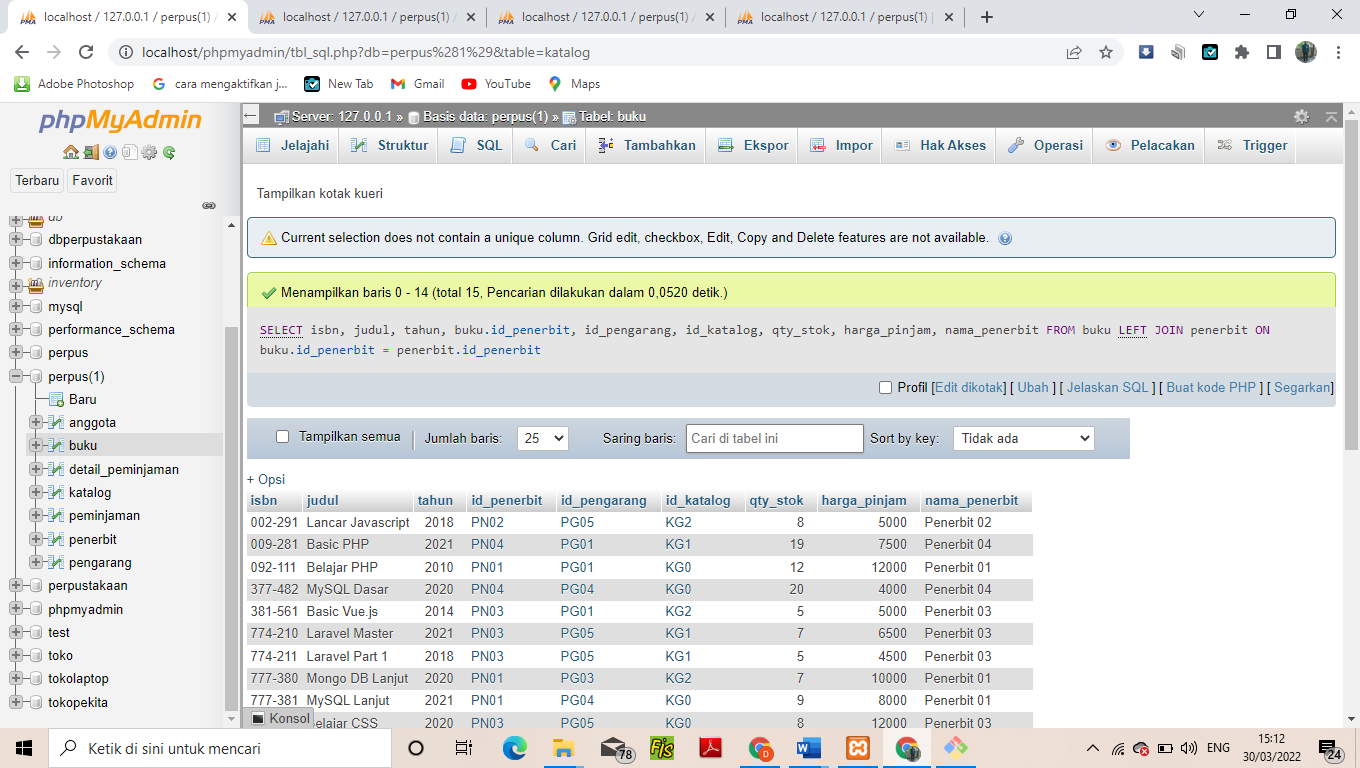 localhost / 127.0.0.1 / perpus(1) /
localhost / 127.0.0.1 / perpus(1) /
localhost / 127.0.0.1 / perpus(1) /
localhost / 127.0.0.1 / perpus(1) |
localhost/phpmyadmin/tbl_sql.php?db=perpus%281%29&table=katalog
Adobe Photoshop
cara mengaktifkan j...
New Tab
Gmail
YouTube
Maps
phpMyAdmin
Terbaru
Favorit
db
dbperpustakaan
information_schema
inventory
mysql
performance_schema
perpus
perpus(1)
Baru
anggota
buku
detail_peminjaman
katalog
peminjaman
penerbit
pengarang
perpustakaan
phpmyadmin
test
toko
tokolaptop
tokopekita
Server: 127.0.0.1 » Basis data: perpus(1) » Tabel: buku
Jelajahi Struktur SQL Cari Tambahkan Ekspor Impor Hak Akses Operasi Pelacakan Trigger
Tampilkan kotak kueri
Current selection does not contain a unique column. Grid edit, checkbox, Edit, Copy and Delete features are not available.
Menampilkan baris 0 - 14 (total 15, Pencarian dilakukan dalam 0,0520 detik.)
SELECT isbn, judul, tahun, buku.id_penerbit, id_pengarang, id_katalog, qty_stok, harga_pinjam, nama_penerbit FROM buku LEFT JOIN penerbit ON
buku.id_penerbit = penerbit.id_penerbit
Profil [Edit dikotak] [ Ubah ] [ Jelaskan SQL ] [ Buat kode PHP ] [ Segarkan]
Tampilkan semua | Jumlah baris: 25 Saring baris: Cari di tabel ini Sort by key: Tidak ada
+ Opsi
isbn judul tahun id_penerbit id_pengarang id_katalog qty_stok harga_pinjam nama_penerbit
002-291 Lancar Javascript 2018 PN02 PG05 KG2 8 5000 Penerbit 02
009-281 Basic PHP 2021 PN04 PG01 KG1 19 7500 Penerbit 04
092-111 Belajar PHP 2010 PN01 PG01 KG0 12 12000 Penerbit 01
377-482 MySQL Dasar 2020 PN04 PG04 KG0 20 4000 Penerbit 04
381-561 Basic Vue.js 2014 PN03 PG01 KG2 5 5000 Penerbit 03
774-210 Laravel Master 2021 PN03 PG05 KG1 7 6500 Penerbit 03
774-211 Laravel Part 1 2018 PN03 PG05 KG1 5 4500 Penerbit 03
777-380 Mongo DB Lanjut 2020 PN01 PG03 KG2 7 10000 Penerbit 01
777-381 MySQL Lanjut 2021 PN01 PG04 KG0 9 8000 Penerbit 01
CSS 2020 PN03 PG05 KG0 8 12000 Penerbit 03
Konsol
Ketik di sini untuk mencari
78
Fis
D
ENG
15:12
30/03/2022
24